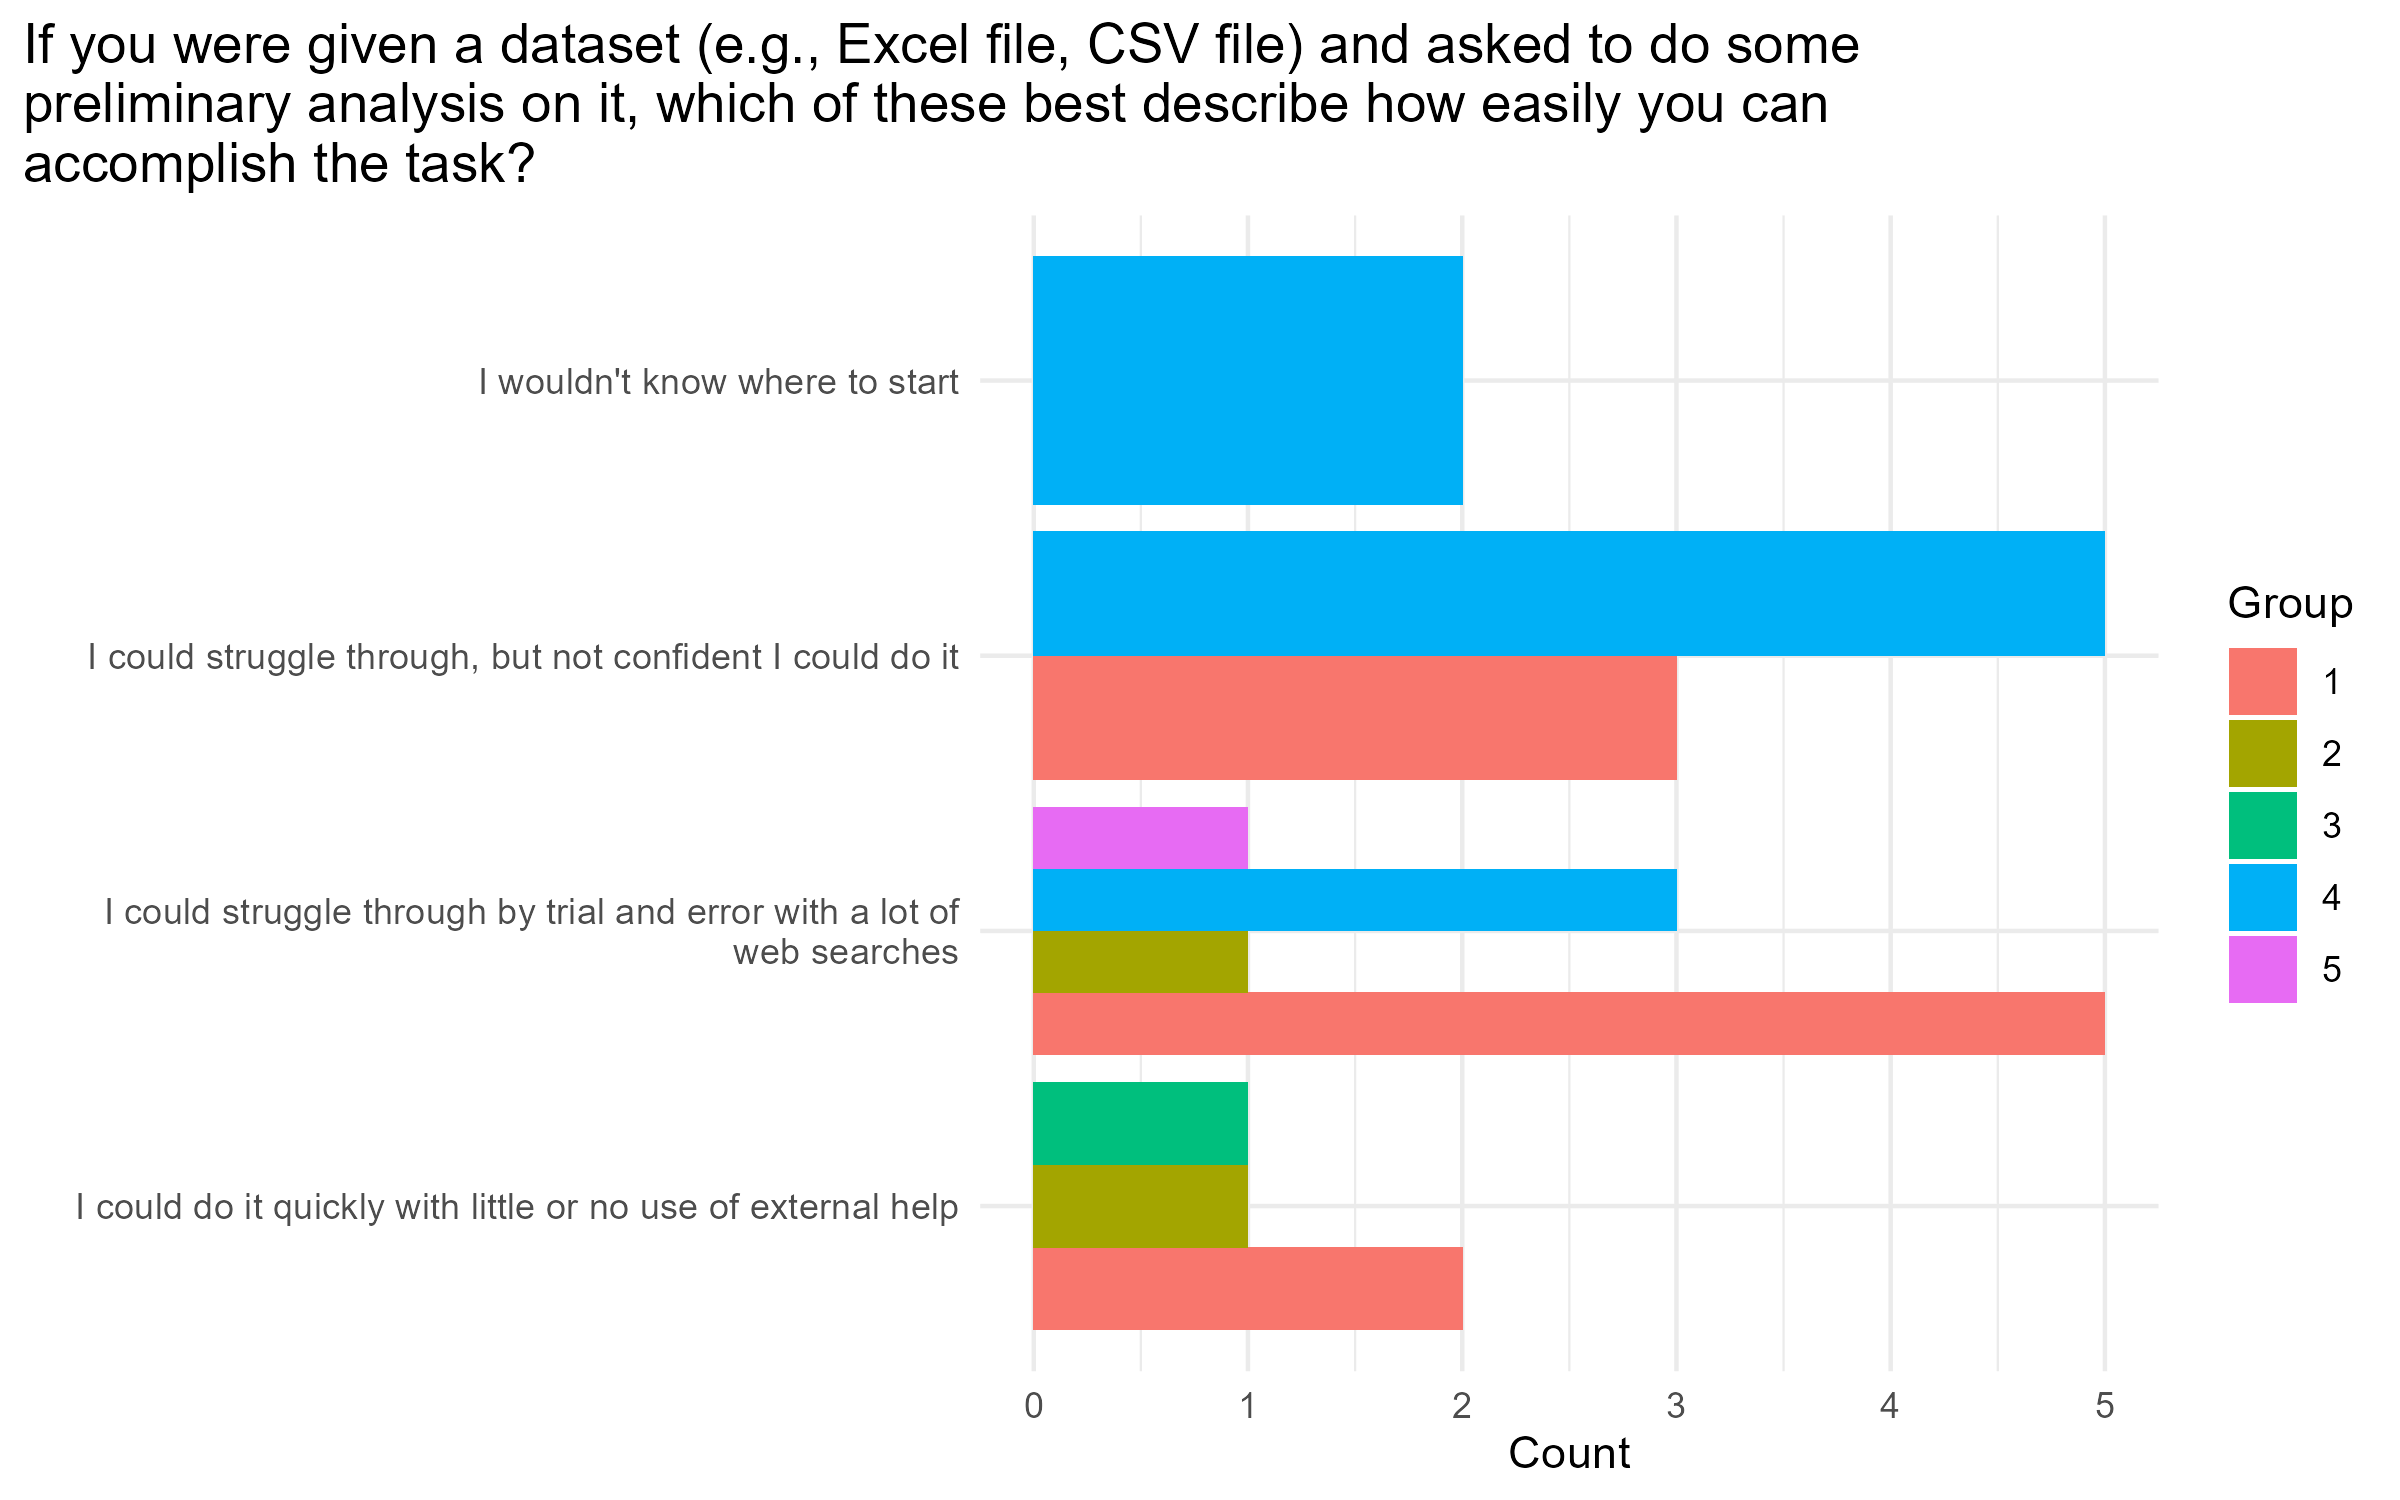 If you were given a dataset (e.g., Excel file, CSV file) and asked to do some
preliminary analysis on it, which of these best describe how easily you can
accomplish the task?
I wouldn't know where to start
I could struggle through, but not confident I could do it
I could struggle through by trial and error with a lot of
web searches
I could do it quickly with little or no use of external help
0 1 2 3 4 5
Count
Group
1
2
3
4
5